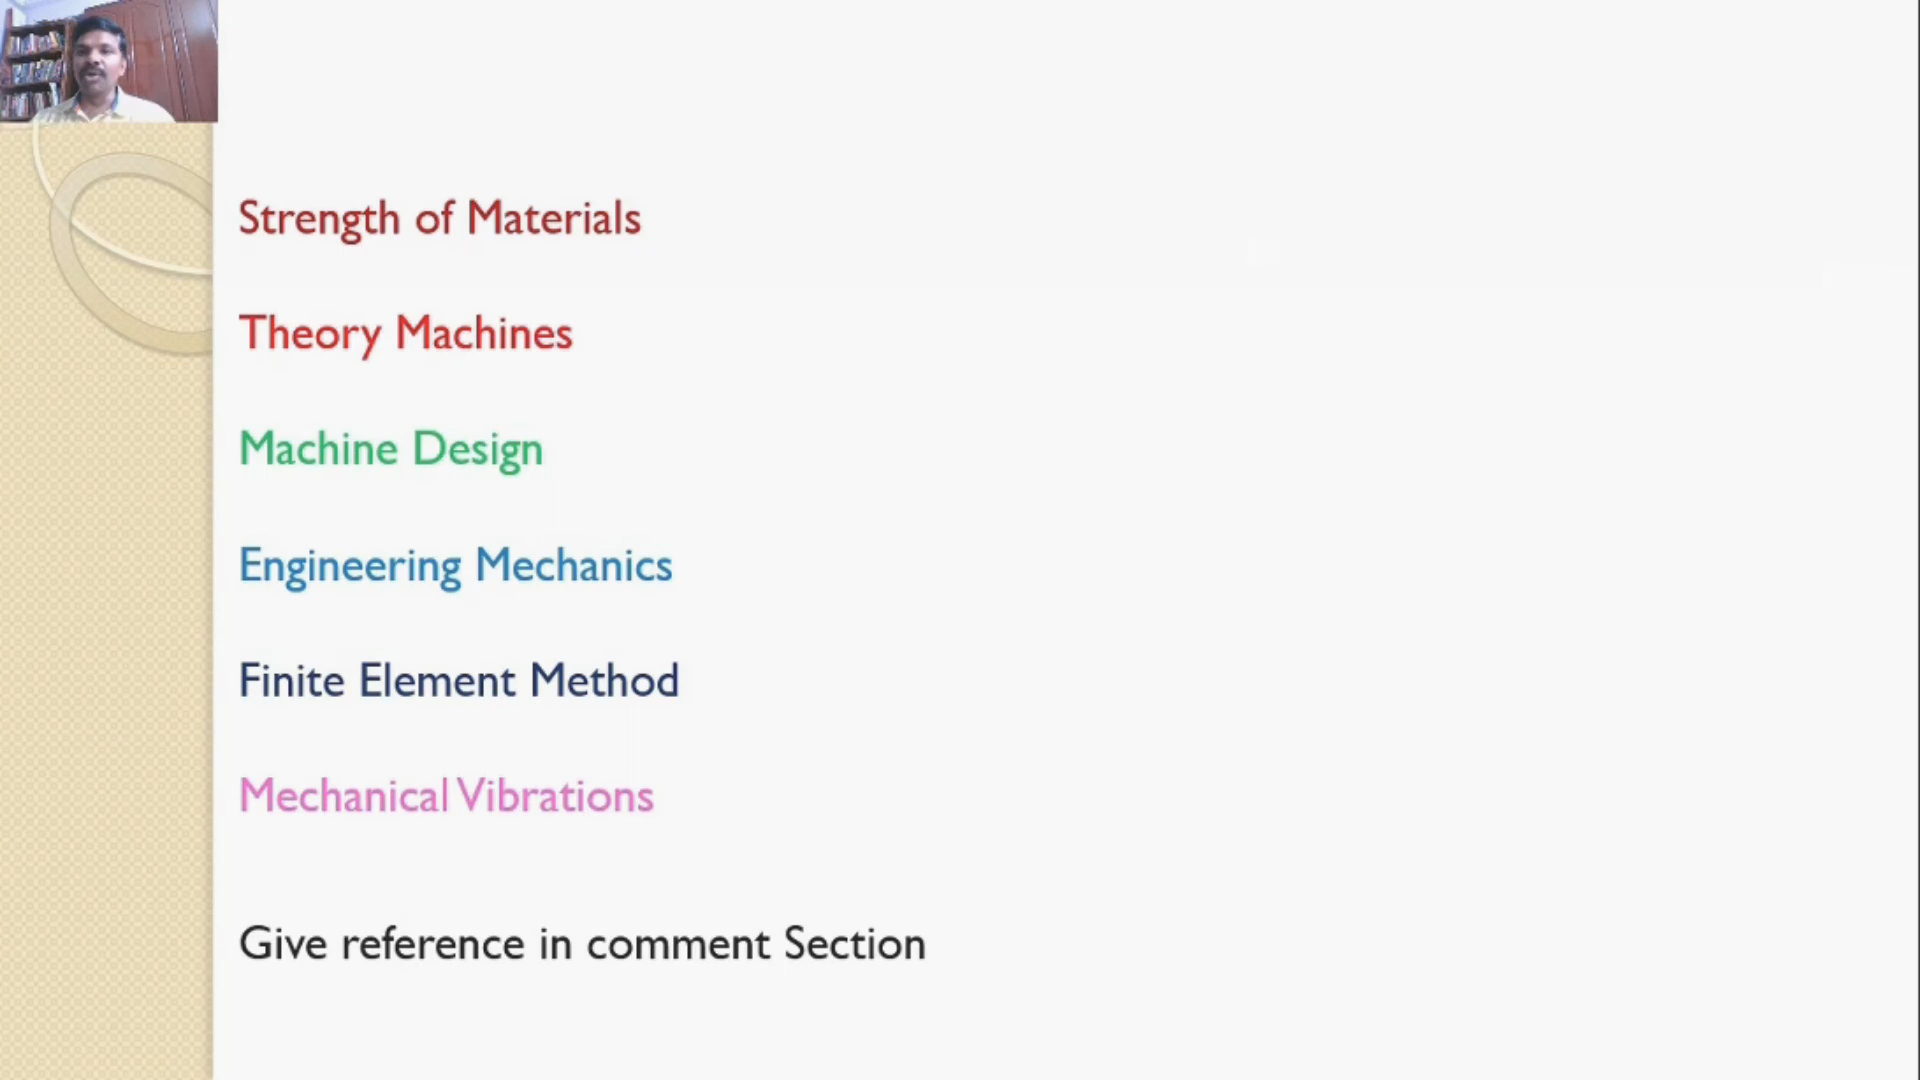 Strength of Materials
Theory Machines
Machine Design
Engineering Mechanics
Finite Element Method
Mechanical Vibrations
Give reference in comment Section